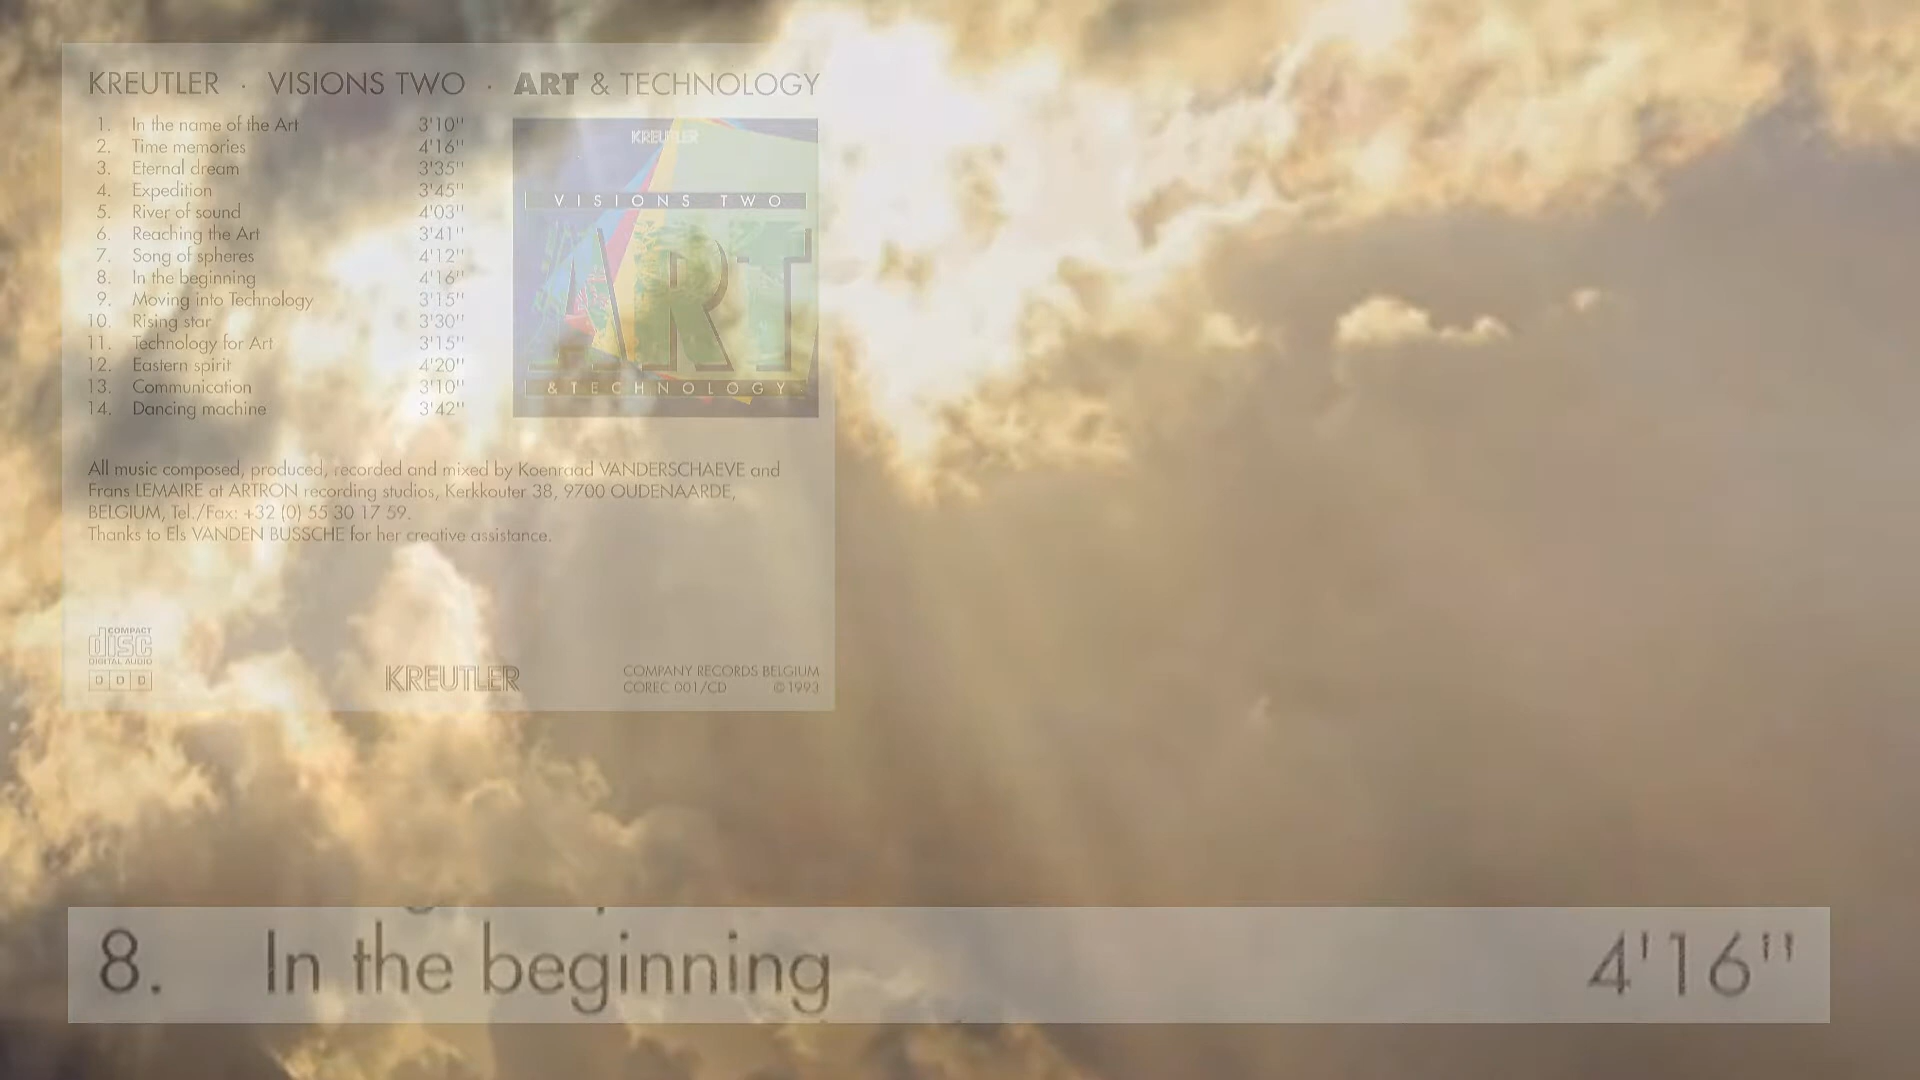 KREUTLER · VISIONS TWO · ART & TECHNOLOGY
1. In the name of the Art 3'10''
2. Time memories 4'16''
3. Eternal dream 3'35''
4. Expedition 3'45''
5. River of sound 4'03''
6. Reaching the Art 3'41''
7. Song of spheres 4'12''
8. In the beginning 4'16''
9. Moving into Technology 3'15''
10. Rising star 3'30''
11. Technology for Art 3'15''
12. Eastern spirit 4'20''
13. Communication 3'10''
14. Dancing machine 3'42''
KREUTLER
VISIONS TWO
ART
& TECHNOLOGY
All music composed, produced, recorded and mixed by Koenraad VANDERSCHAEVE and
Frans LEMAIRE at ARTRON recording studios, Kerkkouter 38, 9700 OUDENAARDE,
BELGIUM, Tel./Fax: +32 (0) 55 30 17 59.
Thanks to Els VANDEN BUSSCHE for her creative assistance.
COMPACT
disc
DIGITAL AUDIO
D D D
KREUTLER
COMPANY RECORDS BELGIUM
COREC 001/CD ©1993
8. In the beginning 4'16''